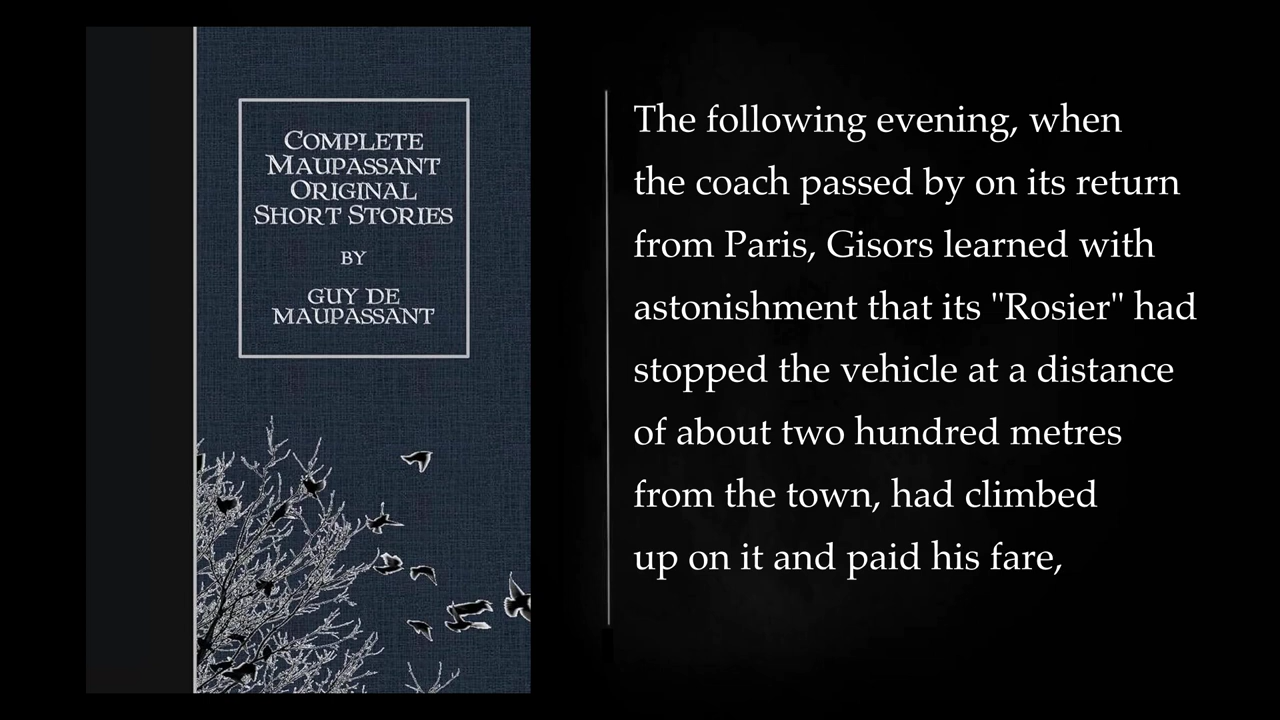 COMPLETE
MAUPASSANT
ORIGINAL
SHORT STORIES
BY
GUY DE
MAUPASSANT
The following evening, when
the coach passed by on its return
from Paris, Gisors learned with
astonishment that its "Rosier" had
stopped the vehicle at a distance
of about two hundred metres
from the town, had climbed
up on it and paid his fare,